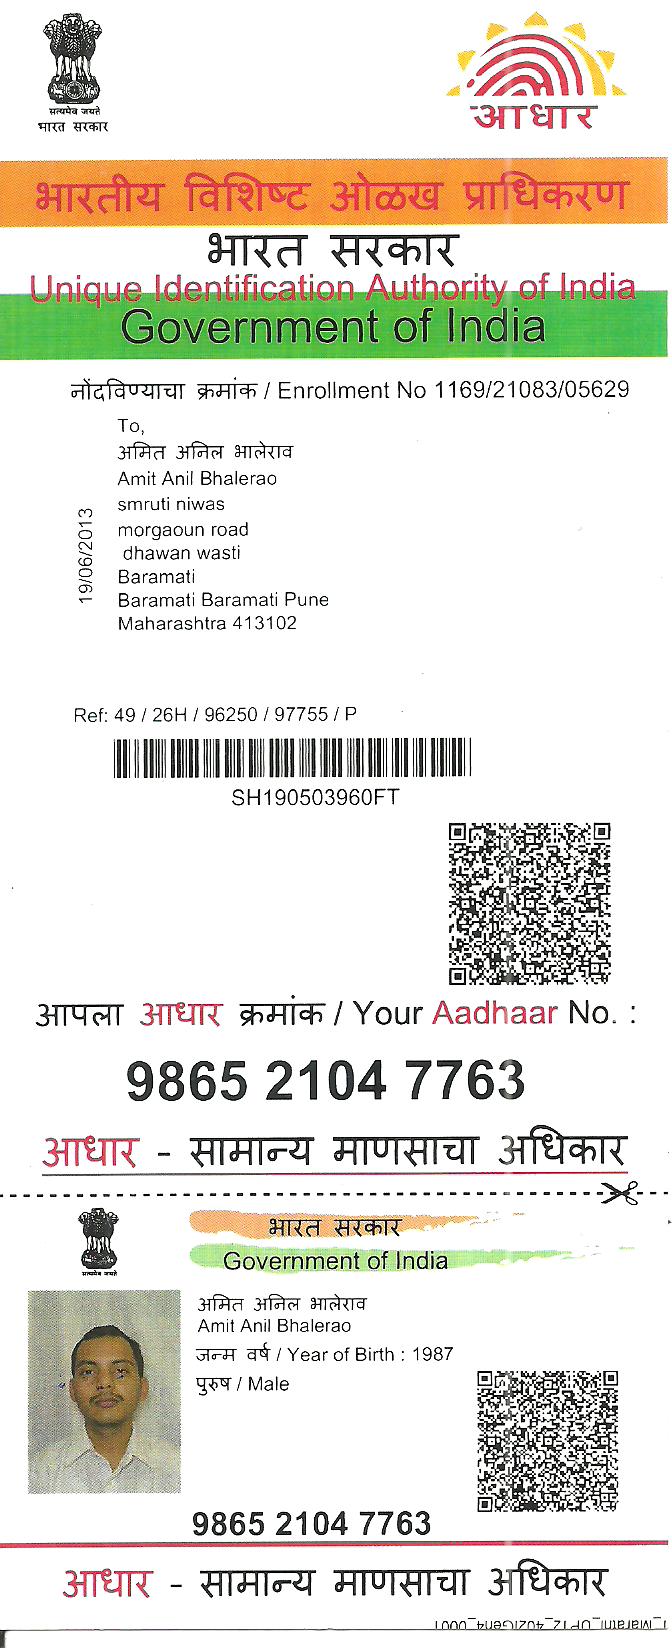 सत्यमेव जयते
भारत सरकार
आधार
भारतीय विशिष्ट ओळख प्राधिकरण
भारत सरकार
Unique Identification Authority of India
Government of India
नोंदविण्याचा क्रमांक / Enrollment No 1169/21083/05629
To,
अमित अनिल भालेराव
Amit Anil Bhalerao
smruti niwas
morgaoun road
dhawan wasti
Baramati
Baramati Baramati Pune
Maharashtra 413102
19/06/2013
Ref: 49 / 26H / 96250 / 97755 / P
SH190503960FT
आपला आधार क्रमांक / Your Aadhaar No. :
9865 2104 7763
आधार - सामान्य माणसाचा अधिकार
सत्यमेव जयते
भारत सरकार
Government of India
अमित अनिल भालेराव
Amit Anil Bhalerao
जन्म वर्ष / Year of Birth : 1987
पुरुष / Male
9865 2104 7763
आधार - सामान्य माणसाचा अधिकार